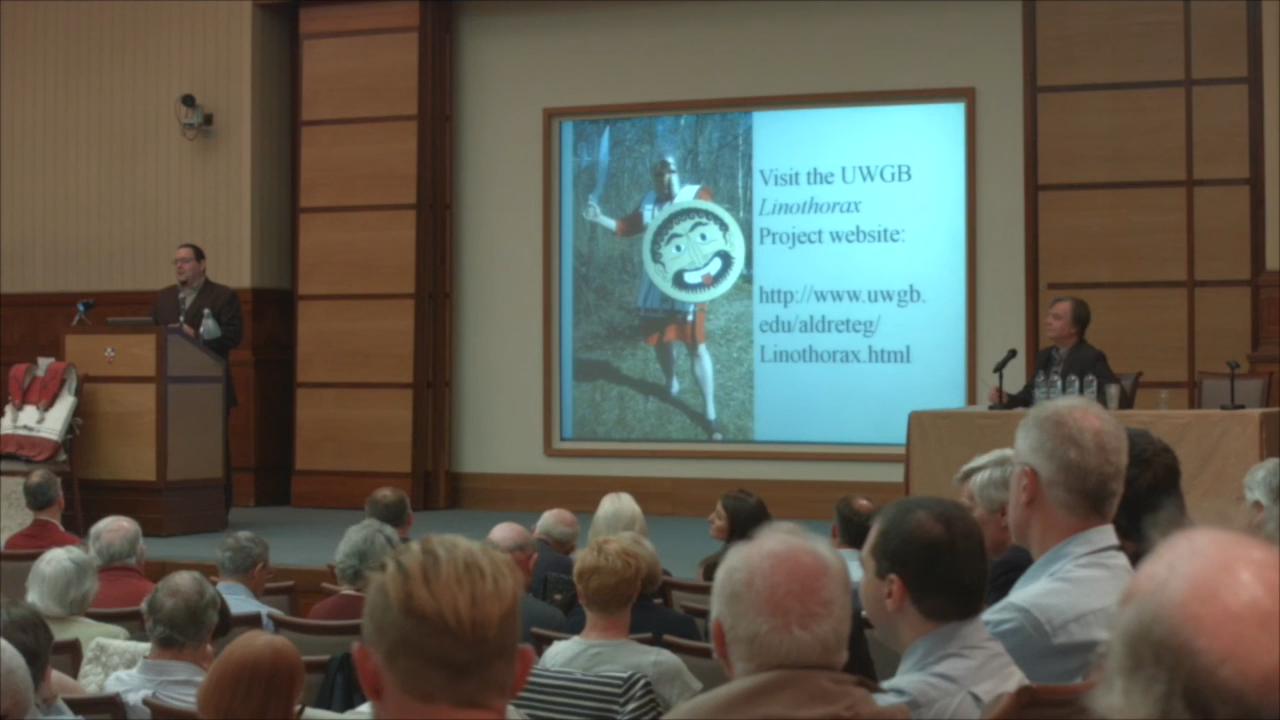 Visit the UWGB
Linothorax
Project website:
http://www.uwgb.
edu/aldreteg/
Linothorax.html